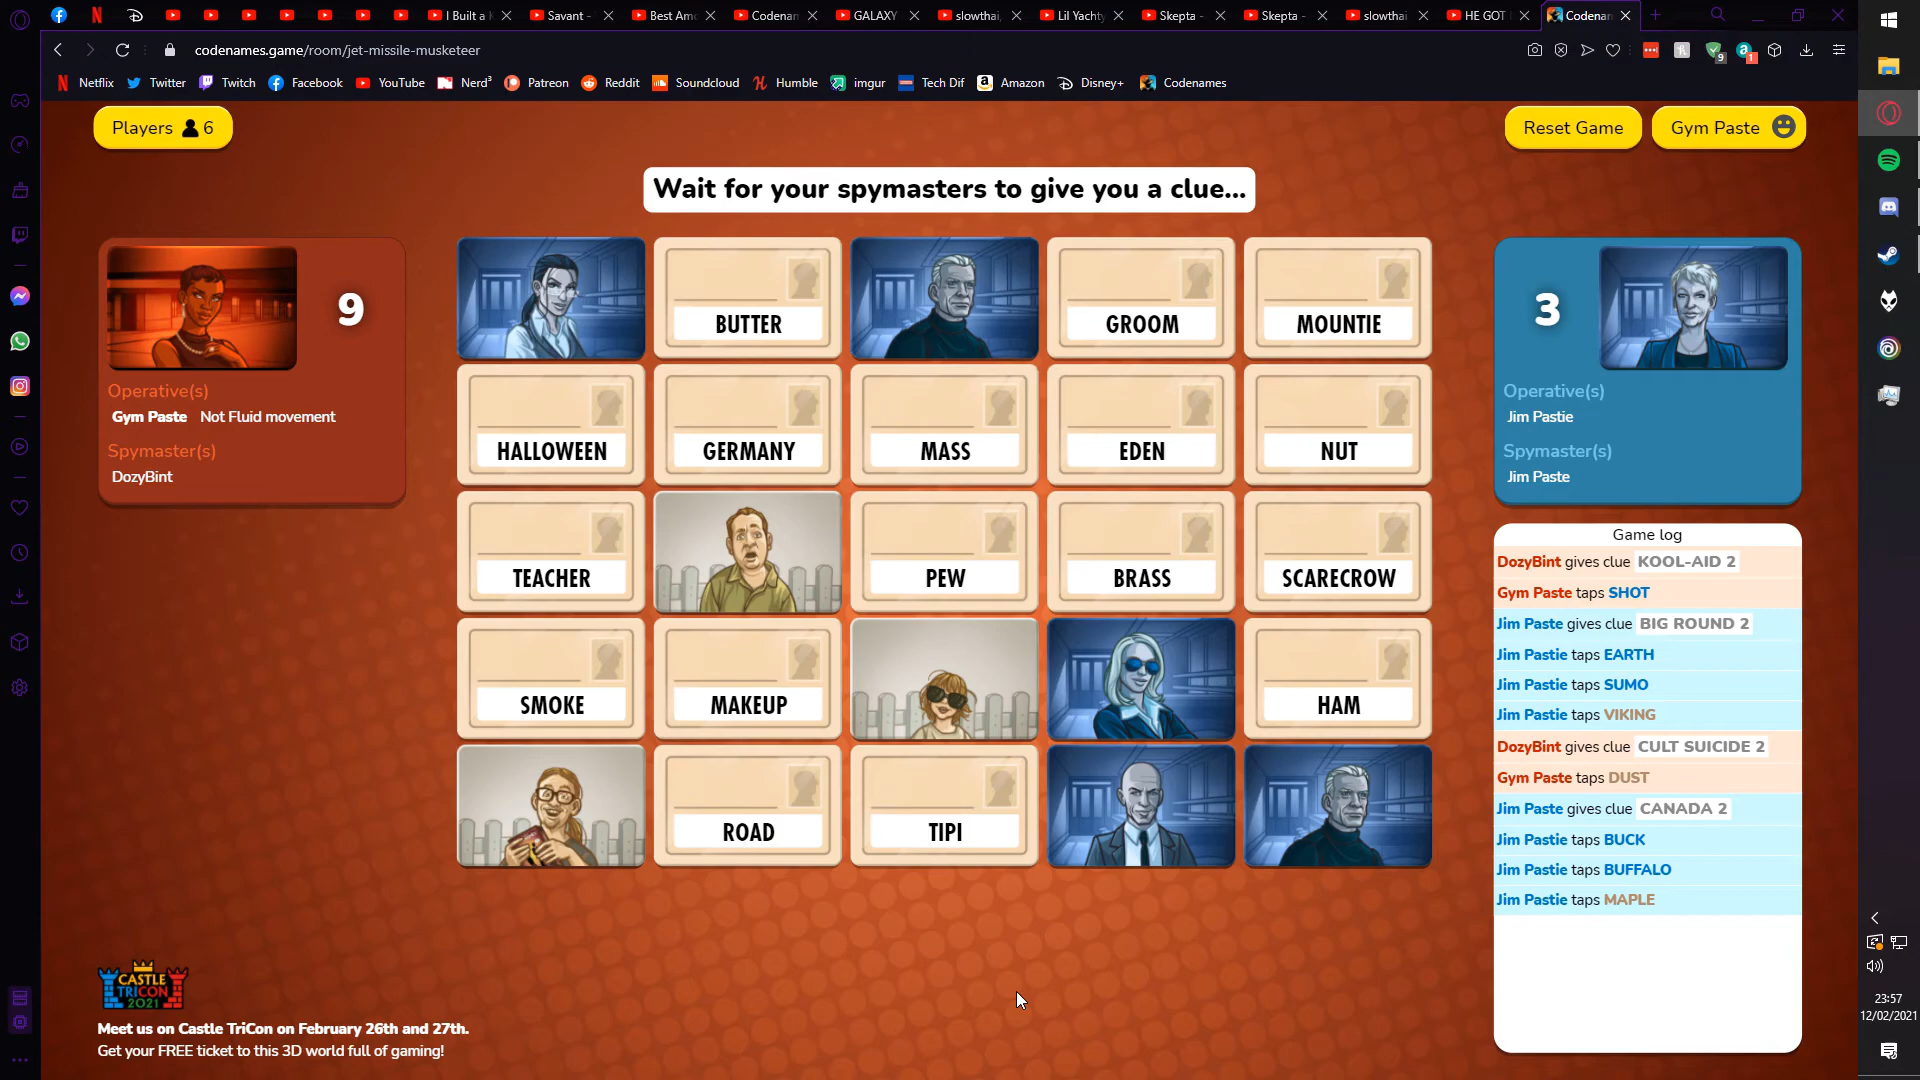 I Built a
Savant -
Best Am
Codenar
GALAXY
slowthai,
Lil Yachty
Skepta -
Skepta -
slowthai
HE GOT
Codenar
codenames.game/room/jet-missile-musketeer
9
1
Netflix
Twitter
Twitch
Facebook
YouTube
Nerd³
Patreon
Reddit
Soundcloud
Humble
imgur
Tech Dif
Amazon
Disney+
Codenames
Players 6
Reset Game
Gym Paste
Wait for your spymasters to give you a clue...
9
Operative(s)
Gym Paste Not Fluid movement
Spymaster(s)
DozyBint
BUTTER
GROOM
MOUNTIE
HALLOWEEN
GERMANY
MASS
EDEN
NUT
TEACHER
PEW
BRASS
SCARECROW
SMOKE
MAKEUP
HAM
ROAD
TIPI
3
Operative(s)
Jim Pastie
Spymaster(s)
Jim Paste
Game log
DozyBint gives clue KOOL-AID 2
Gym Paste taps SHOT
Jim Paste gives clue BIG ROUND 2
Jim Pastie taps EARTH
Jim Pastie taps SUMO
Jim Pastie taps VIKING
DozyBint gives clue CULT SUICIDE 2
Gym Paste taps DUST
Jim Paste gives clue CANADA 2
Jim Pastie taps BUCK
Jim Pastie taps BUFFALO
Jim Pastie taps MAPLE
CASTLE
TRICON
2021
Meet us on Castle TriCon on February 26th and 27th.
Get your FREE ticket to this 3D world full of gaming!
23:57
12/02/2021